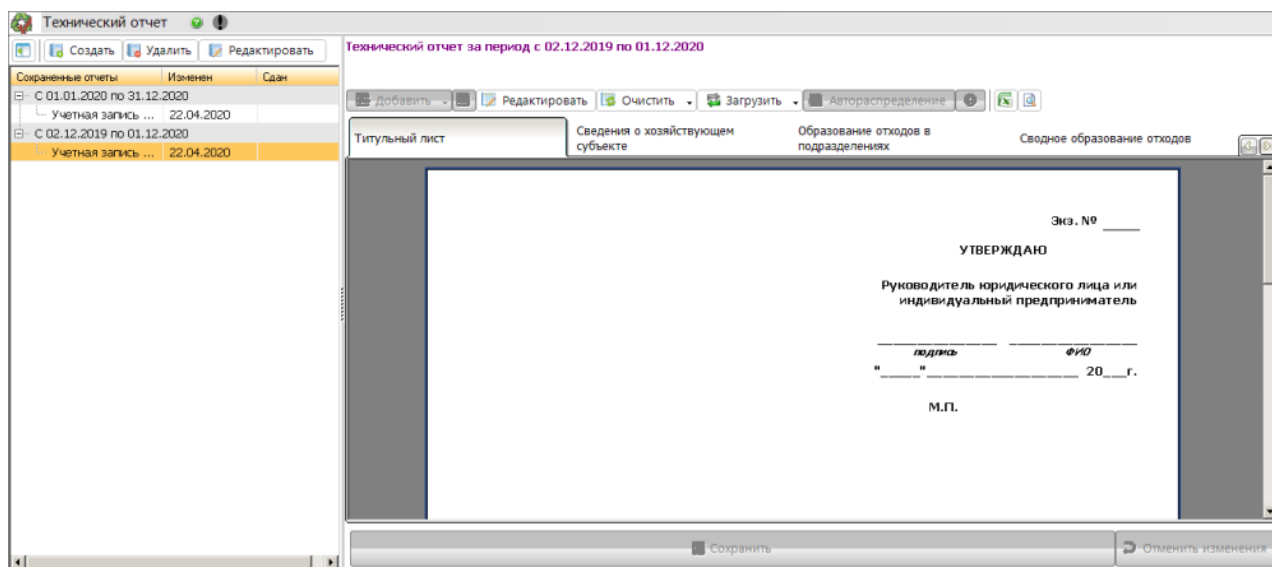 Технический отчет
Создать Удалить Редактировать
Сохраненные отчеты Изменен Сдан
С 01.01.2020 по 31.12.2020
Учетная запись ... 22.04.2020
С 02.12.2019 по 01.12.2020
Учетная запись ... 22.04.2020
Технический отчет за период с 02.12.2019 по 01.12.2020
Добавить Редактировать Очистить Загрузить Автораспределение
Титульный лист
Сведения о хозяйствующем
субъекте
Образование отходов в
подразделениях
Сводное образование отходов
Экз. № _____
УТВЕРЖДАЮ
Руководитель юридического лица или
индивидуальный предприниматель
подпись ФИО
"_____"______________________ 20___г.
М.П.
Сохранить Отменить изменения